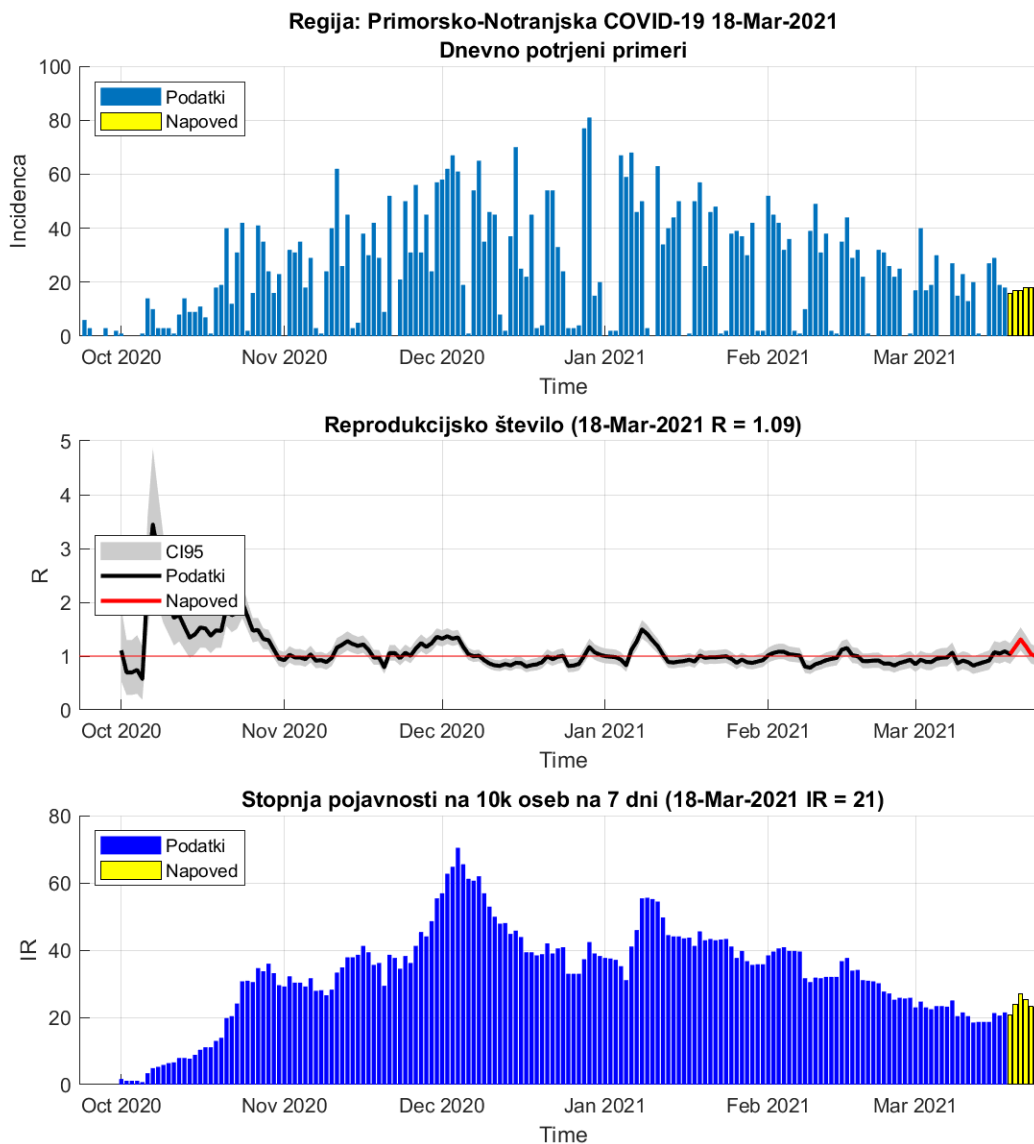 Regija: Primorsko-Notranjska COVID-19 18-Mar-2021
Dnevno potrjeni primeri
100
80
60
40
20
0
Incidenca
Podatki
Napoved
Oct 2020 Nov 2020 Dec 2020 Jan 2021 Feb 2021 Mar 2021
Time
Reprodukcijsko število (18-Mar-2021 R = 1.09)
5
4
3
2
1
0
R
CI95
Podatki
Napoved
Oct 2020 Nov 2020 Dec 2020 Jan 2021 Feb 2021 Mar 2021
Time
Stopnja pojavnosti na 10k oseb na 7 dni (18-Mar-2021 IR = 21)
80
60
40
20
0
IR
Podatki
Napoved
Oct 2020 Nov 2020 Dec 2020 Jan 2021 Feb 2021 Mar 2021
Time